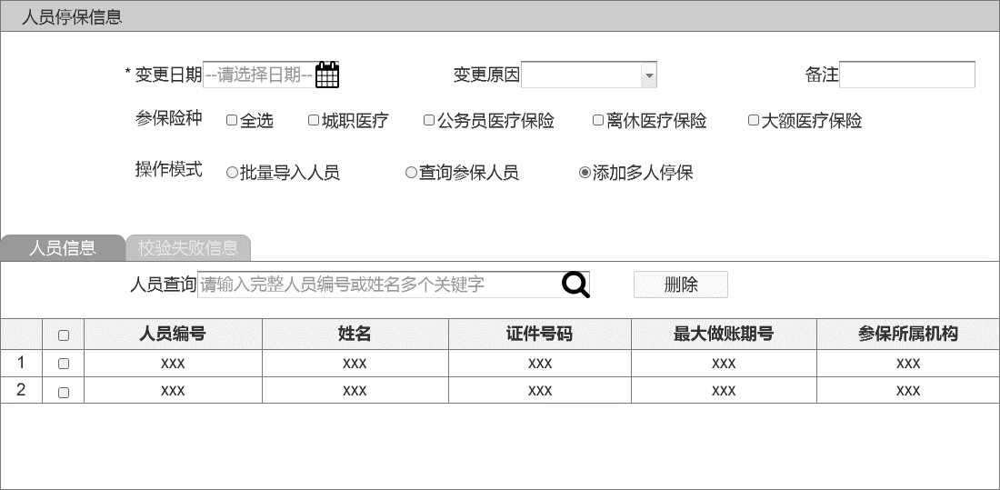 人员停保信息
* 变更日期 --请选择日期-- 变更原因 备注
参保险种 全选 城职医疗 公务员医疗保险 离休医疗保险 大额医疗保险
操作模式 批量导入人员 查询参保人员 添加多人停保
人员信息 校验失败信息
人员查询 请输入完整人员编号或姓名多个关键字 删除
人员编号 姓名 证件号码 最大做账期号 参保所属机构
1 xxx xxx xxx xxx xxx
2 xxx xxx xxx xxx xxx